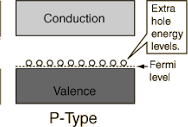 Conduction
Extra
hole
energy
levels.
Fermi
level
Valence
P-Type